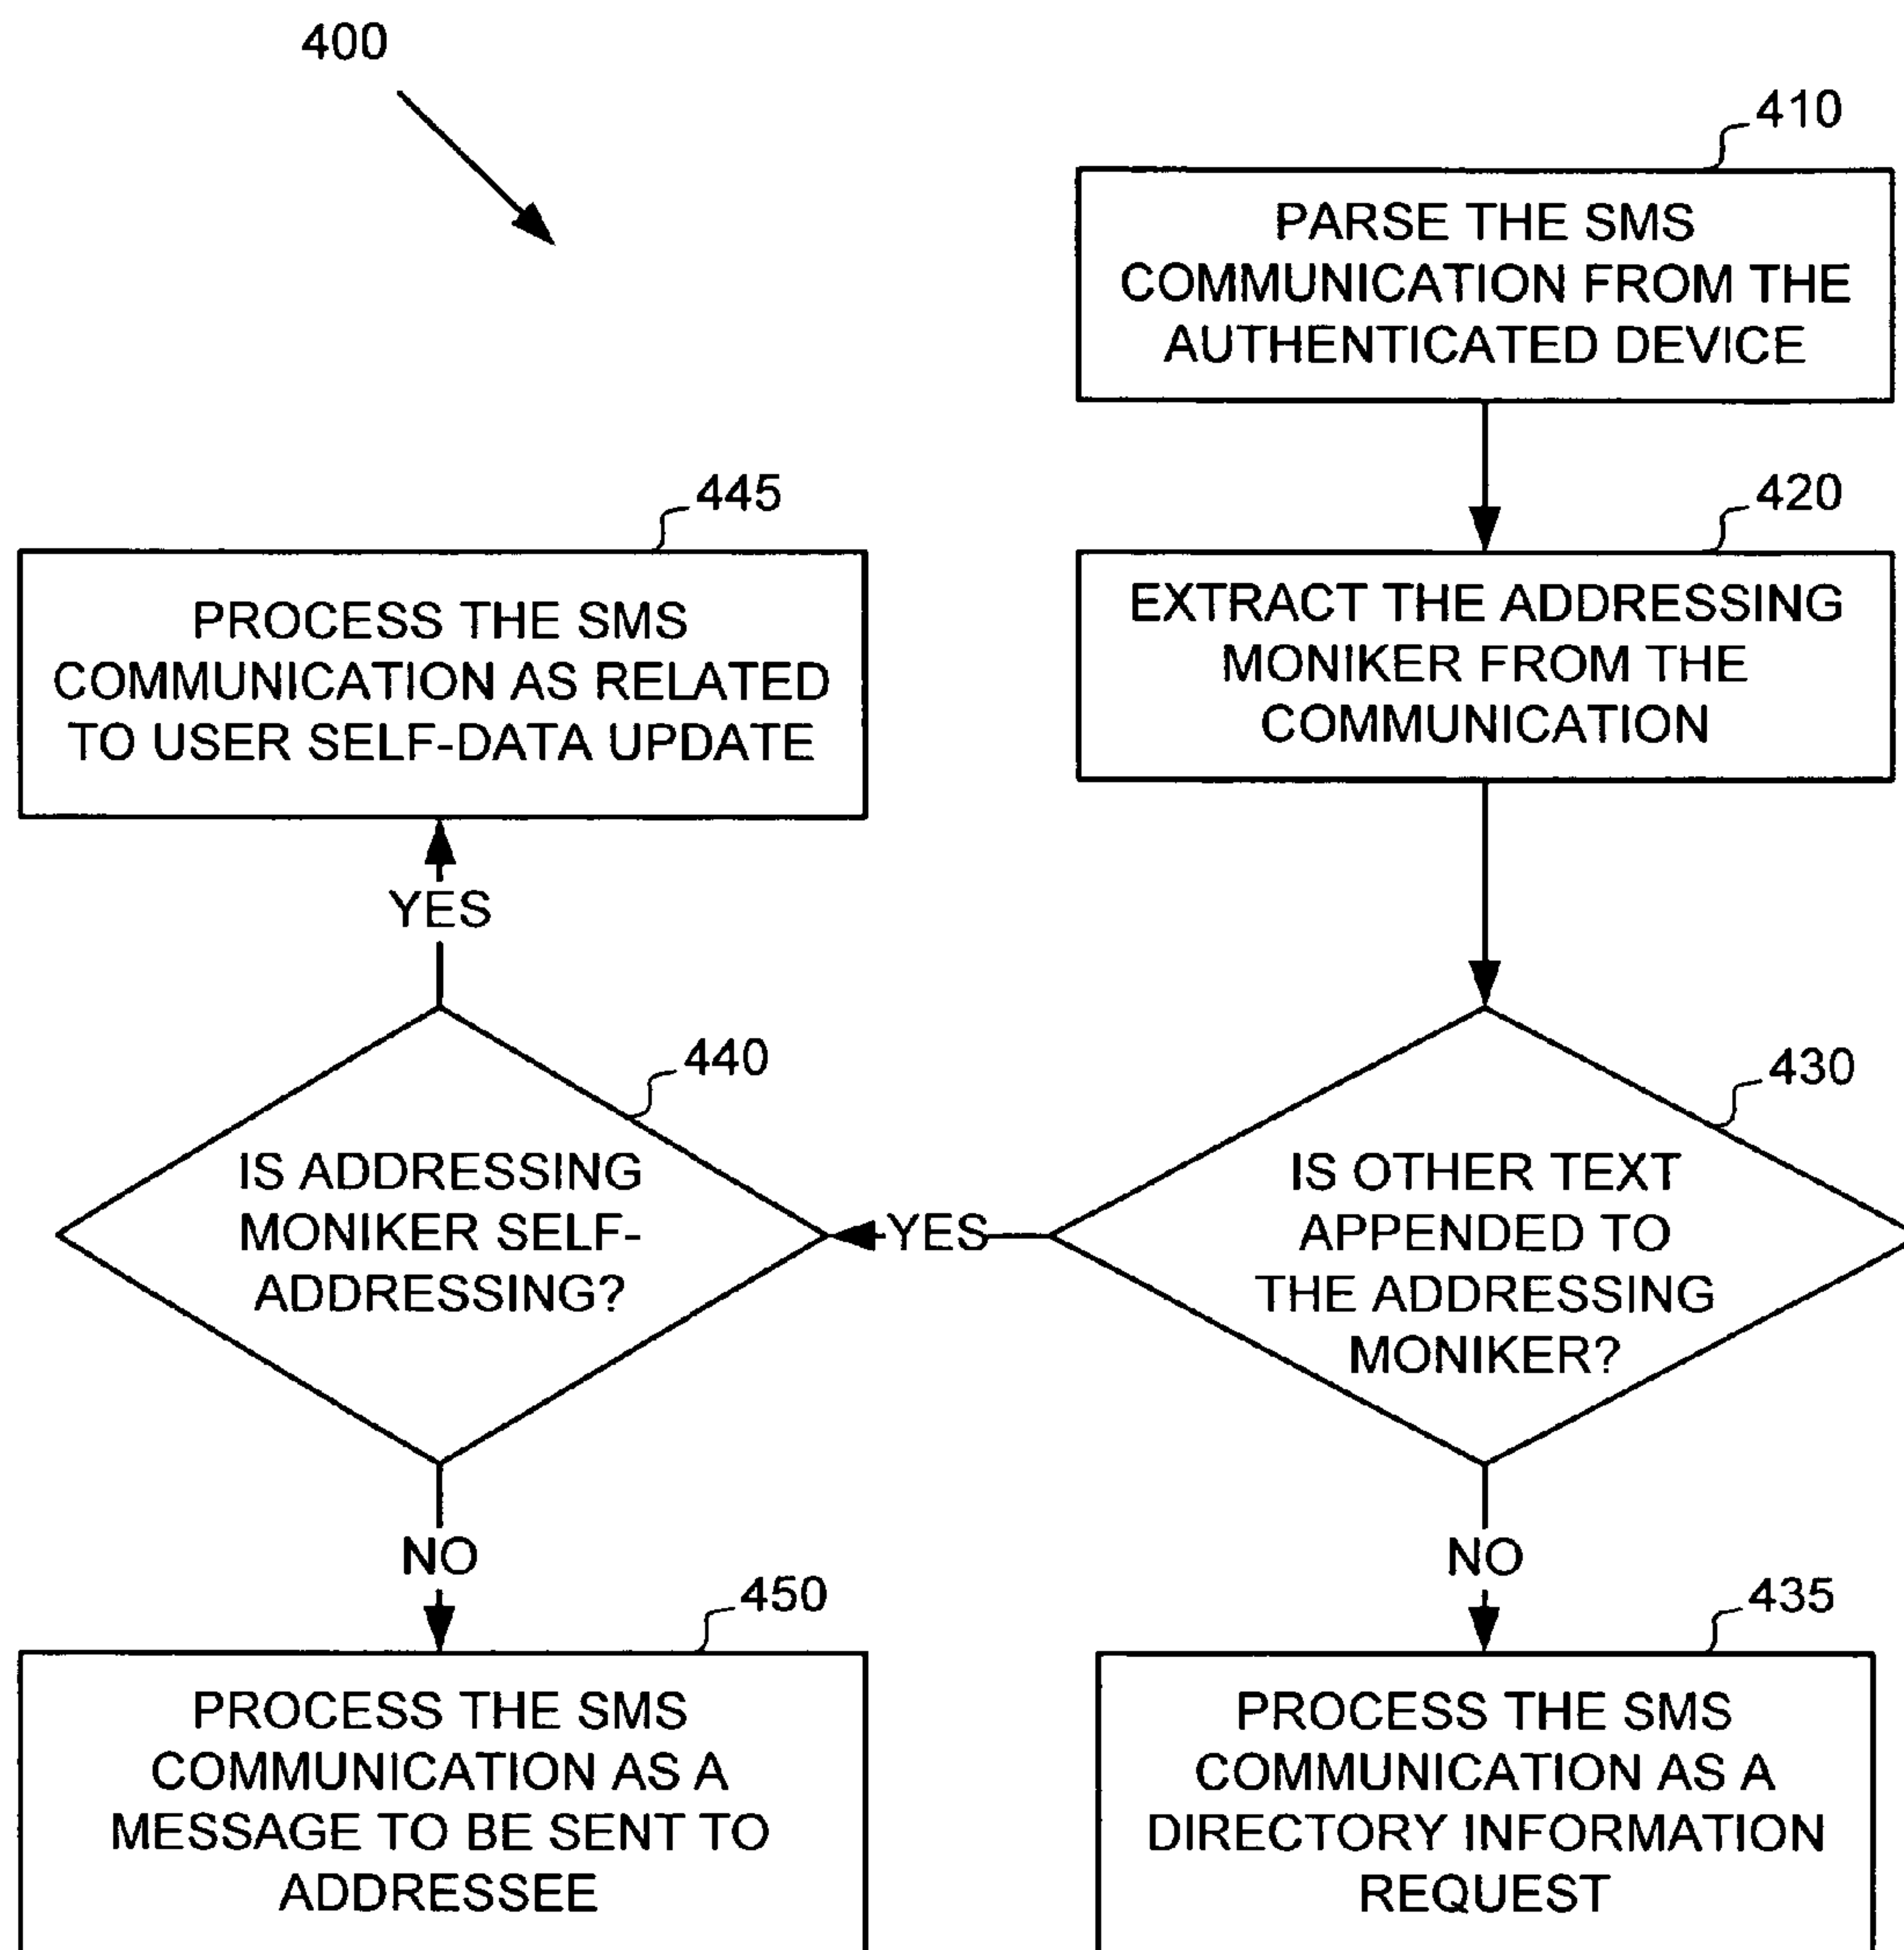 400
410
PARSE THE SMS
COMMUNICATION FROM THE
AUTHENTICATED DEVICE
420
EXTRACT THE ADDRESSING
MONIKER FROM THE
COMMUNICATION
430
IS OTHER TEXT
APPENDED TO
THE ADDRESSING
MONIKER?
YES
NO
435
PROCESS THE SMS
COMMUNICATION AS A
DIRECTORY INFORMATION
REQUEST
440
IS ADDRESSING
MONIKER SELF-
ADDRESSING?
YES
445
PROCESS THE SMS
COMMUNICATION AS RELATED
TO USER SELF-DATA UPDATE
NO
450
PROCESS THE SMS
COMMUNICATION AS A
MESSAGE TO BE SENT TO
ADDRESSEE